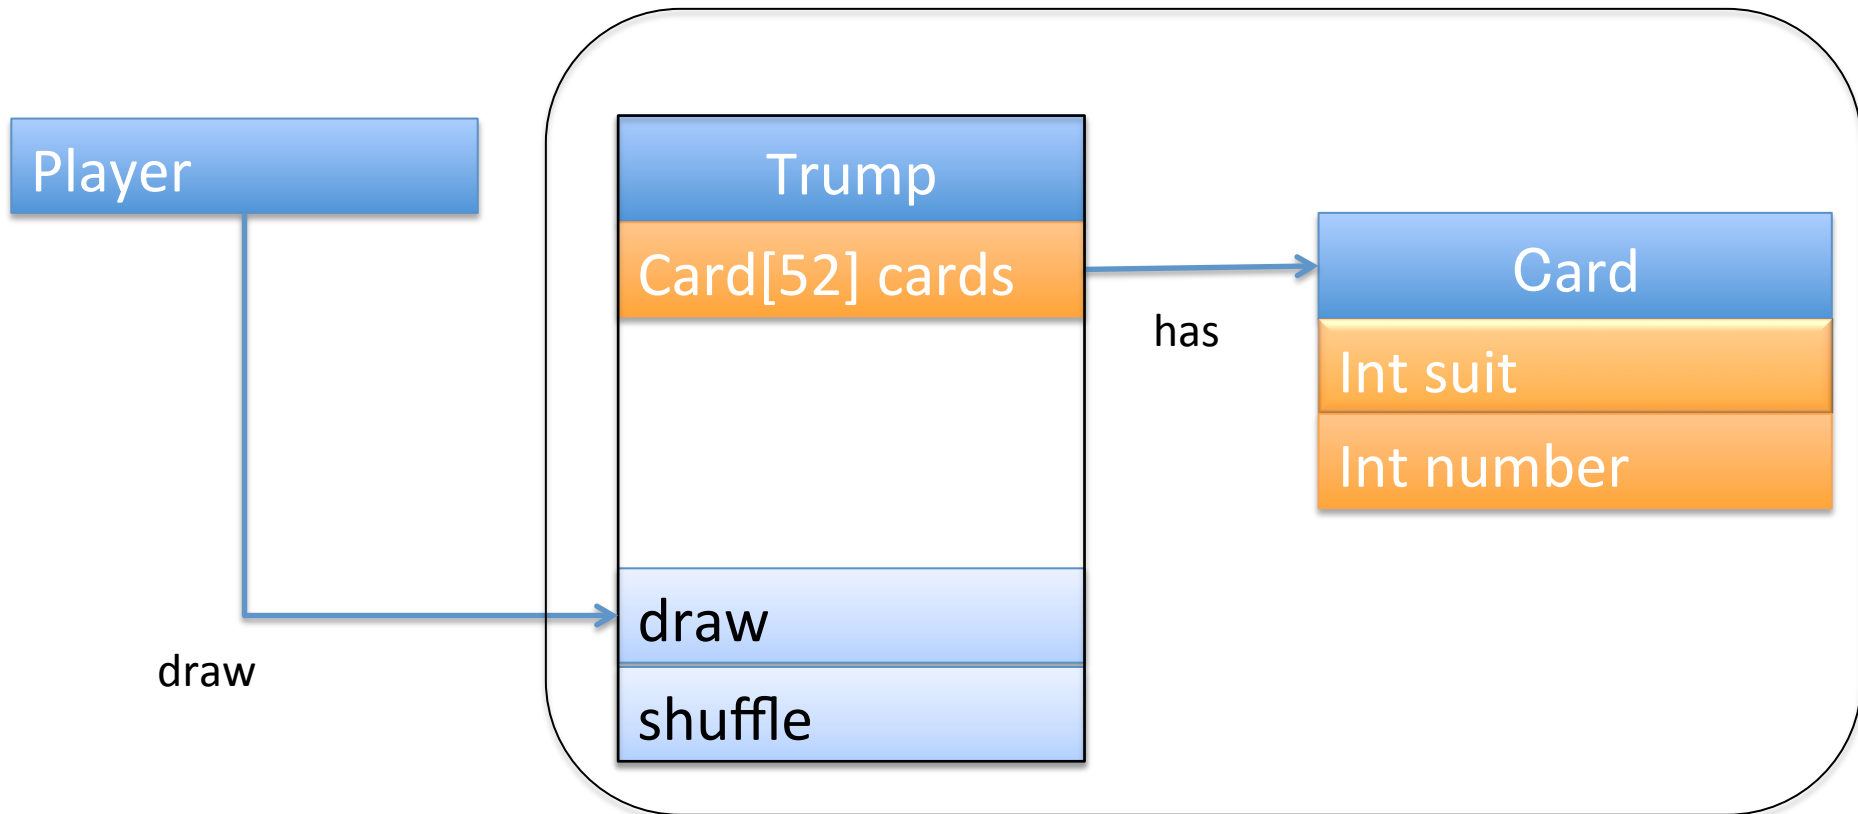 Player
Trump
Card[52] cards
has
Card
Int suit
Int number
draw
draw
shuffle